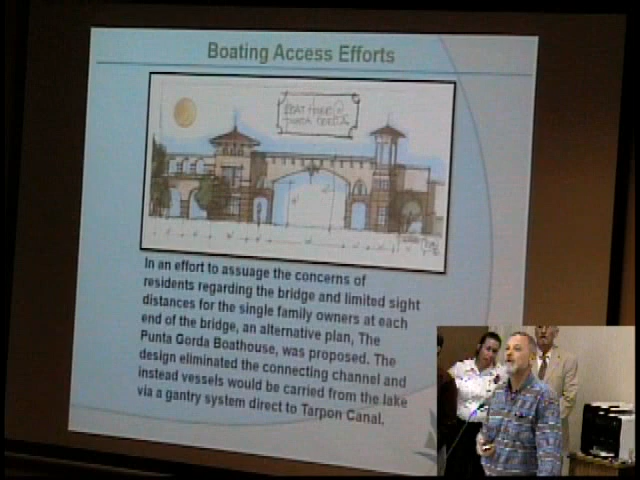 Boating Access Efforts
BOAT HOUSE @
PUNTA GORDA
In an effort to assuage the concerns of
residents regarding the bridge and limited sight
distances for the single family owners at each
end of the bridge, an alternative plan, The
Punta Gorda Boathouse, was proposed. The
design eliminated the connecting channel and
instead vessels would be carried from the lake
via a gantry system direct to Tarpon Canal.